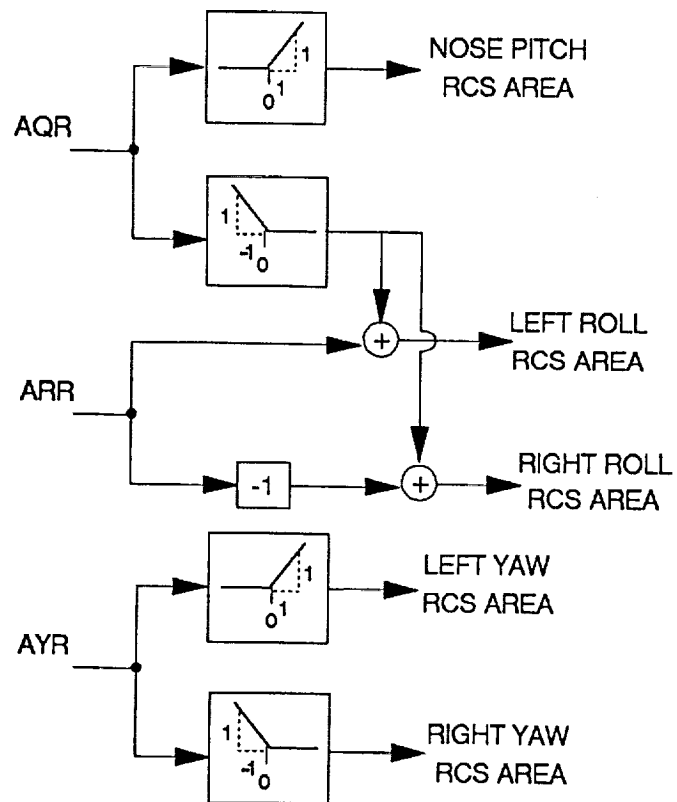 NOSE PITCH
RCS AREA
1
1
0
AQR
1
-1
0
LEFT ROLL
RCS AREA
+
ARR
RIGHT ROLL
RCS AREA
-1
+
LEFT YAW
RCS AREA
1
1
0
AYR
RIGHT YAW
RCS AREA
1
-1
0